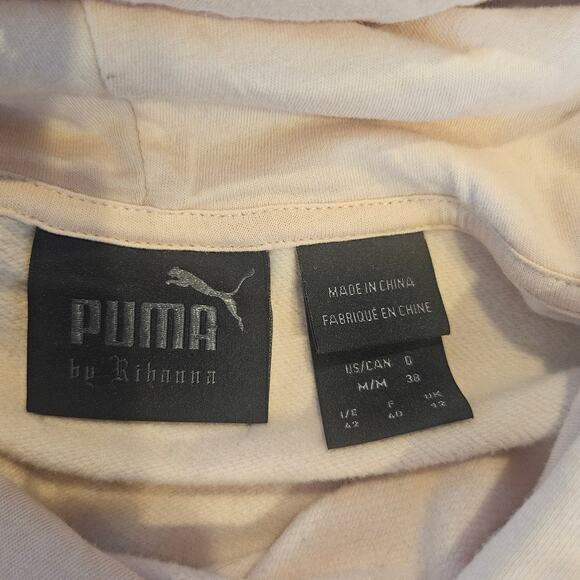 PUMA
by Rihanna
MADE IN CHINA
FABRIQUÉ EN CHINE
US/CAN D
M/M 38
I/E F UK
42 40 12